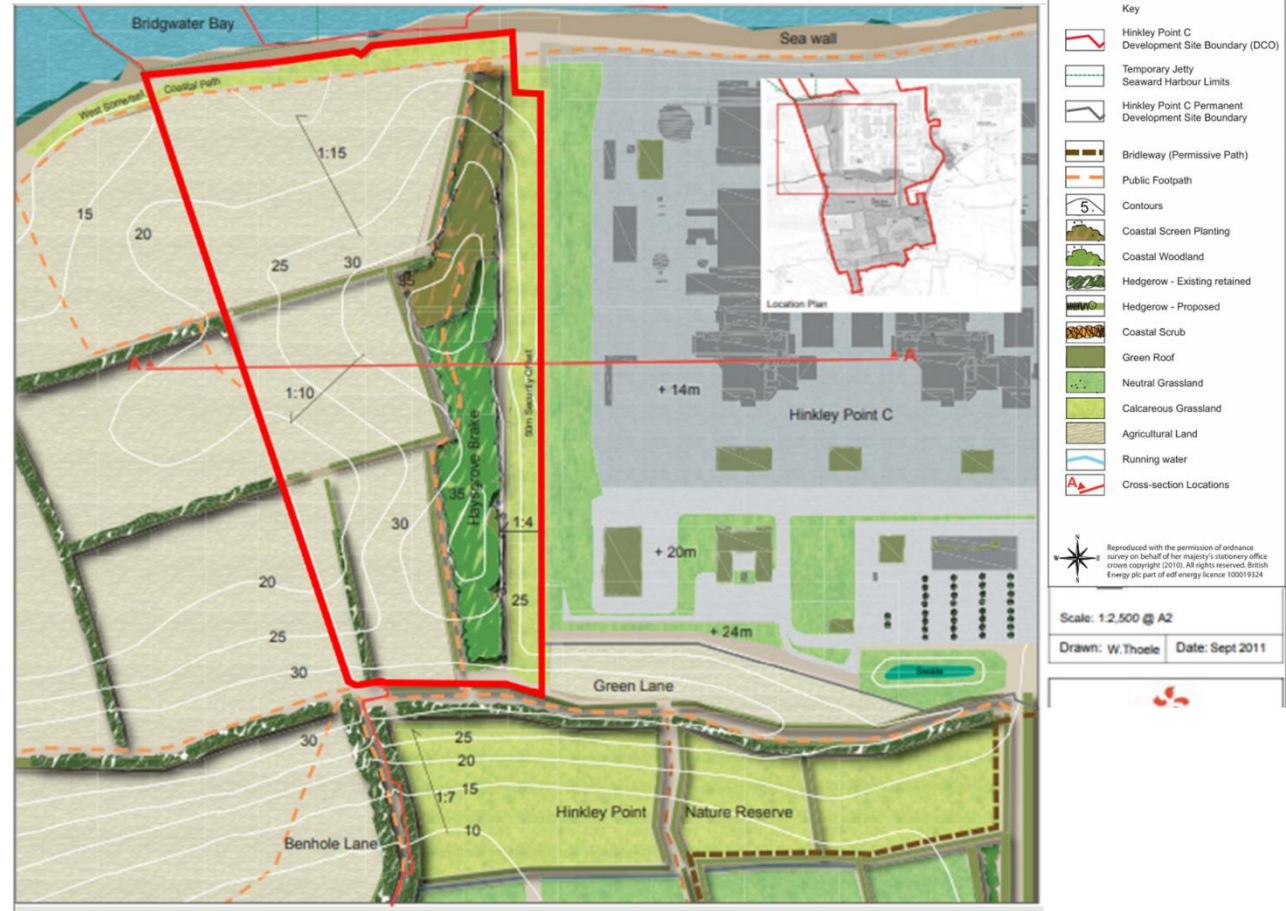 Bridgwater Bay
Sea wall
West Somerset Coastal Path
1:15
15
20
25
30
35
Location Plan
A
A
1:10
+ 14m
Hinkley Point C
50m Security Offset
Haysgrove Brake
35
30
1:4
+ 20m
20
25
25
+ 24m
30
Green Lane
Swale
30
25
20
15
1:7
10
Hinkley Point
Nature Reserve
Benhole Lane
Key
Hinkley Point C
Development Site Boundary (DCO)
Temporary Jetty
Seaward Harbour Limits
Hinkley Point C Permanent
Development Site Boundary
Bridleway (Permissive Path)
Public Footpath
5.
Contours
Coastal Screen Planting
Coastal Woodland
Hedgerow - Existing retained
Hedgerow - Proposed
Coastal Scrub
Green Roof
Neutral Grassland
Calcareous Grassland
Agricultural Land
Running water
A
Cross-section Locations
N
W
E
S
Reproduced with the permission of ordnance
survey on behalf of her majesty's stationery office
crown copyright (2010). All rights reserved. British
Energy plc part of edf energy licence 100019324
Scale: 1:2,500 @ A2
Drawn: W.Thoele
Date: Sept 2011